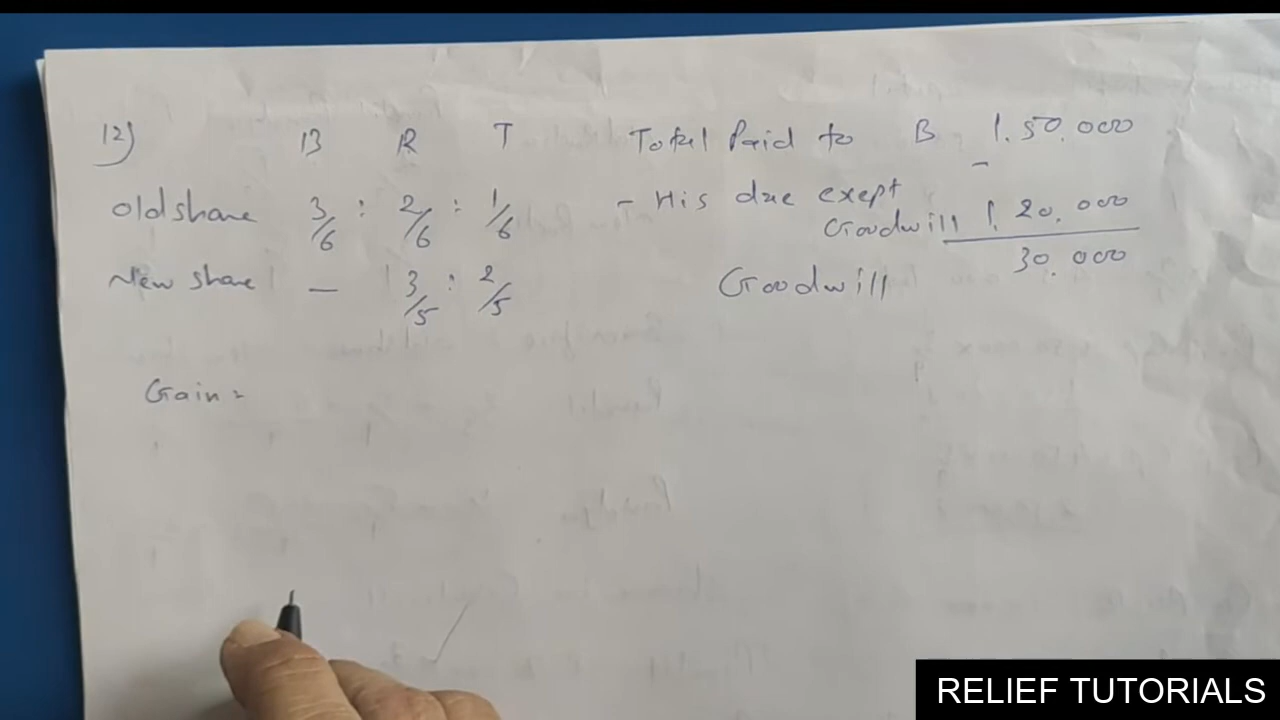 12) B R T Total Paid to B 1.50.000
Old share 3/6 : 2/6 : 1/6 - His due exept
Goodwill 1.20.000
New share — 3/5 : 2/5 Goodwill 30.000
Gain =
RELIEF TUTORIALS